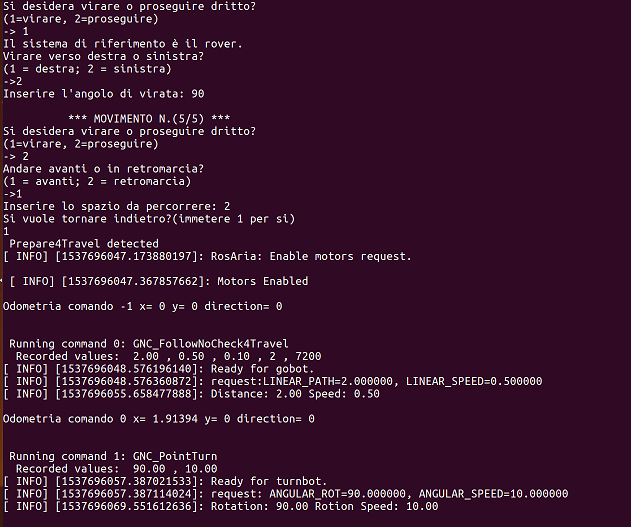 Si desidera virare o proseguire dritto?
(1=virare, 2=proseguire)
-> 1
Il sistema di riferimento è il rover.
Virare verso destra o sinistra?
(1 = destra; 2 = sinistra)
->2
Inserire l'angolo di virata: 90
*** MOVIMENTO N.(5/5) ***
Si desidera virare o proseguire dritto?
(1=virare, 2=proseguire)
-> 2
Andare avanti o in retromarcia?
(1 = avanti; 2 = retromarcia)
->1
Inserire lo spazio da percorrere: 2
Si vuole tornare indietro?(immetere 1 per si)
1
Prepare4Travel detected
[ INFO] [1537696047.173880197]: RosAria: Enable motors request.
[ INFO] [1537696047.367857662]: Motors Enabled
Odometria comando -1 x= 0 y= 0 direction= 0
Running command 0: GNC_FollowNoCheck4Travel
Recorded values:  2.00 , 0.50 , 0.10 , 2 , 7200
[ INFO] [1537696048.576196140]: Ready for gobot.
[ INFO] [1537696048.576360872]: request:LINEAR_PATH=2.000000, LINEAR_SPEED=0.500000
[ INFO] [1537696055.658477888]: Distance: 2.00 Speed: 0.50
Odometria comando 0 x= 1.91394 y= 0 direction= 0
Running command 1: GNC_PointTurn
Recorded values:  90.00 , 10.00
[ INFO] [1537696057.387021533]: Ready for turnbot.
[ INFO] [1537696057.387114024]: request: ANGULAR_ROT=90.000000, ANGULAR_SPEED=10.000000
[ INFO] [1537696069.551612636]: Rotation: 90.00 Rotion Speed: 10.00